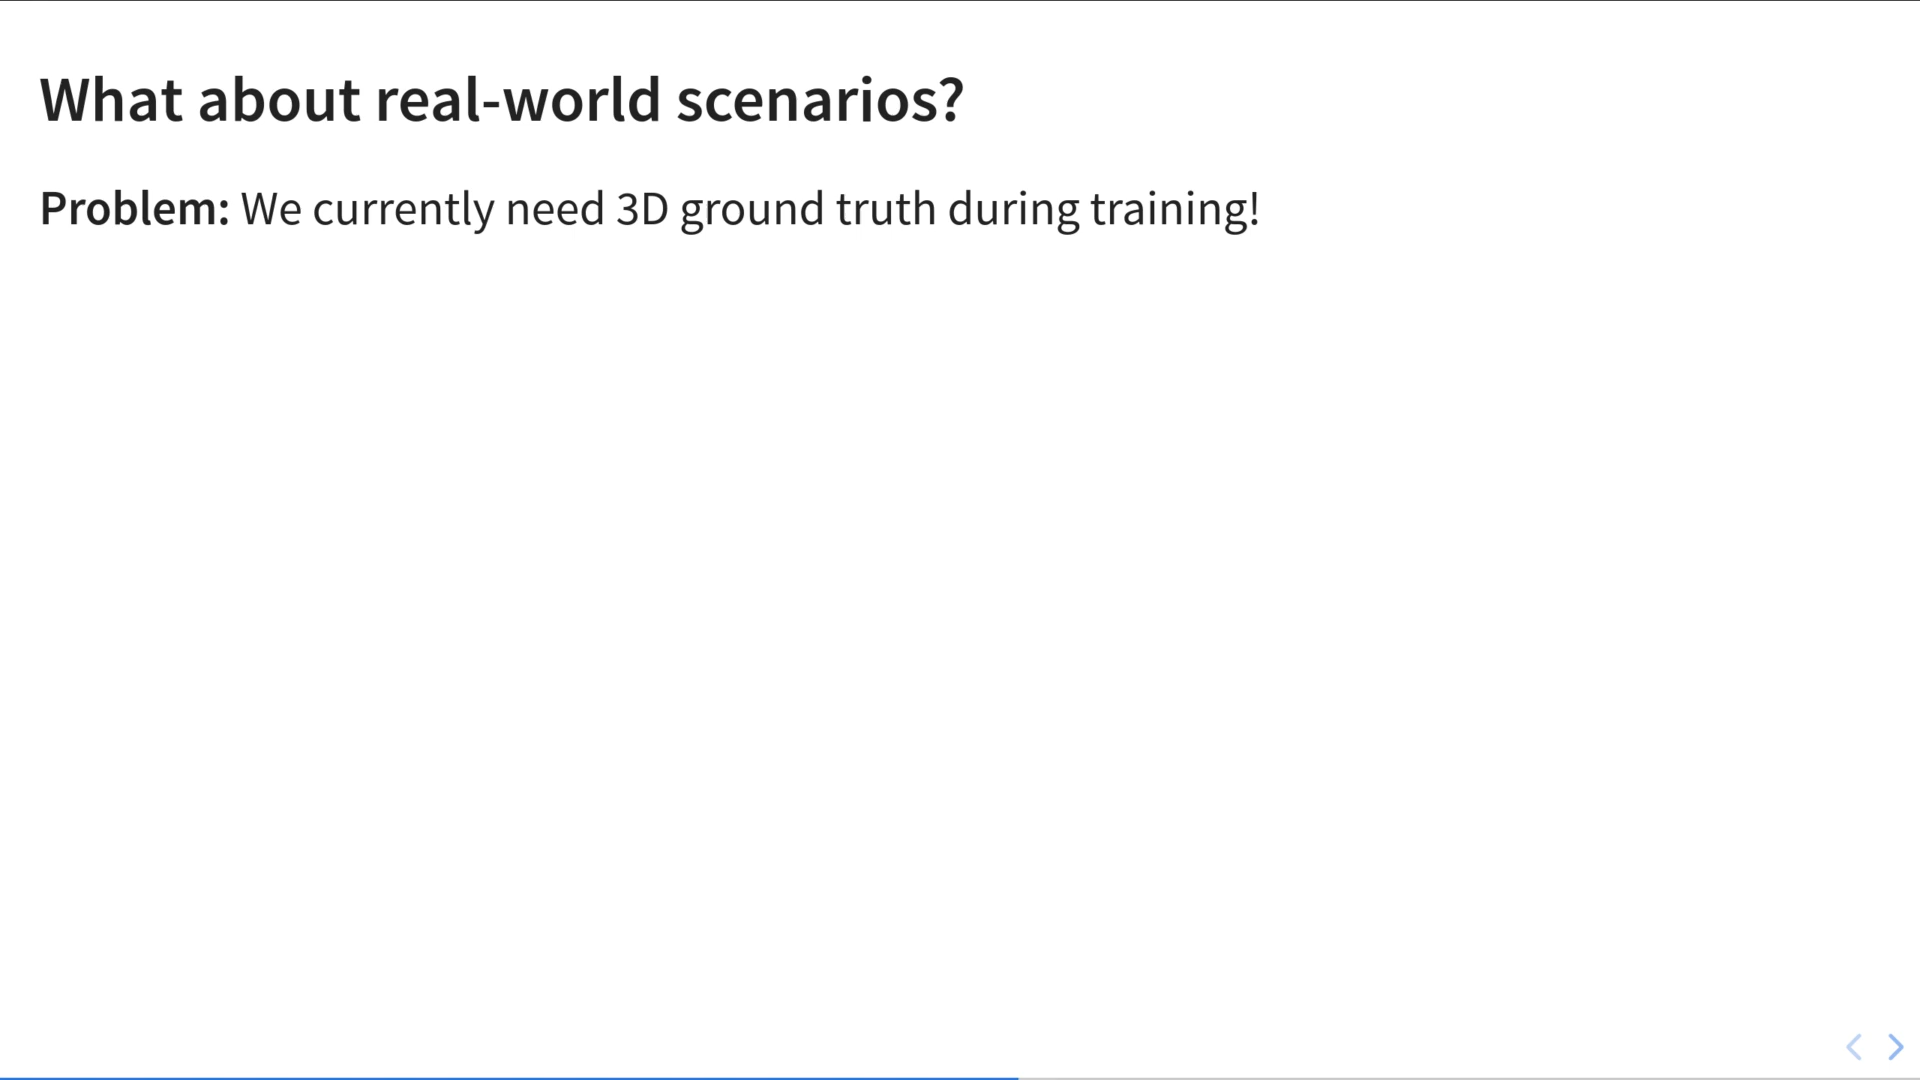 What about real-world scenarios?
Problem: We currently need 3D ground truth during training!